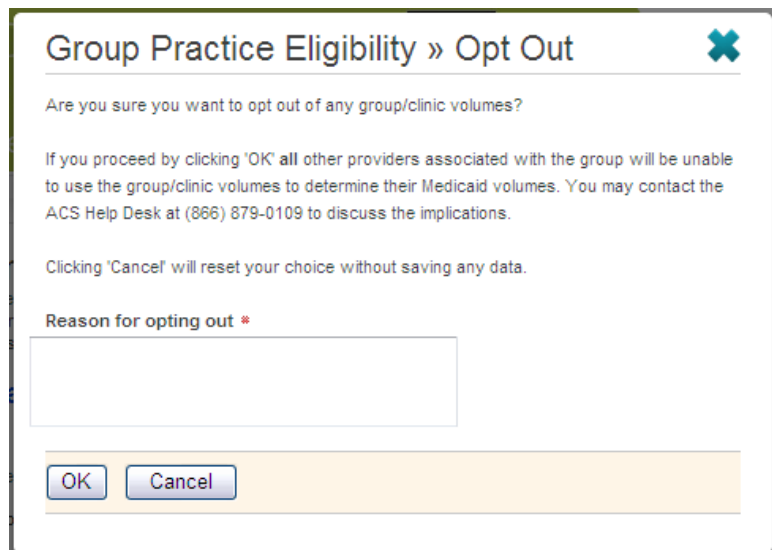 Group Practice Eligibility » Opt Out
Are you sure you want to opt out of any group/clinic volumes?
If you proceed by clicking 'OK' all other providers associated with the group will be unable
to use the group/clinic volumes to determine their Medicaid volumes. You may contact the
ACS Help Desk at (866) 879-0109 to discuss the implications.
Clicking 'Cancel' will reset your choice without saving any data.
Reason for opting out *
OK Cancel